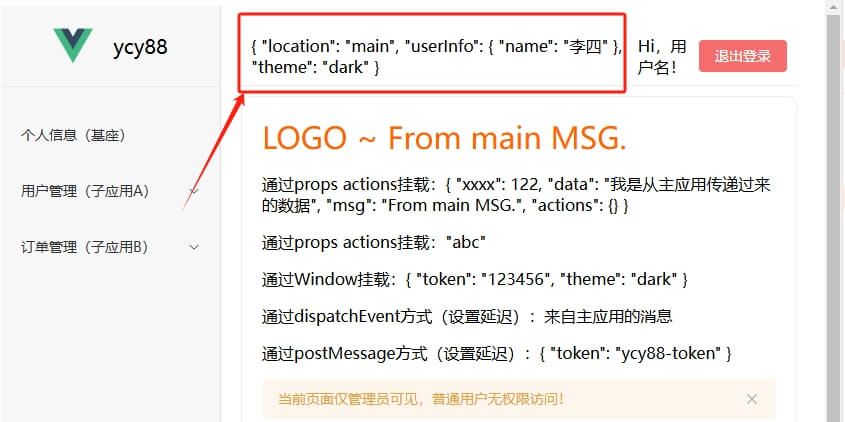 ycy88
{ "location": "main", "userInfo": { "name": "李四" },
"theme": "dark" }
Hi，用
户名！
退出登录
个人信息（基座）
用户管理（子应用A）
订单管理（子应用B）
LOGO ~ From main MSG.
通过props actions挂载：{ "xxxx": 122, "data": "我是从主应用传递过来
的数据", "msg": "From main MSG.", "actions": {} }
通过props actions挂载："abc"
通过Window挂载：{ "token": "123456", "theme": "dark" }
通过dispatchEvent方式（设置延迟）：来自主应用的消息
通过postMessage方式（设置延迟）：{ "token": "ycy88-token" }
当前页面仅管理员可见，普通用户无权限访问！